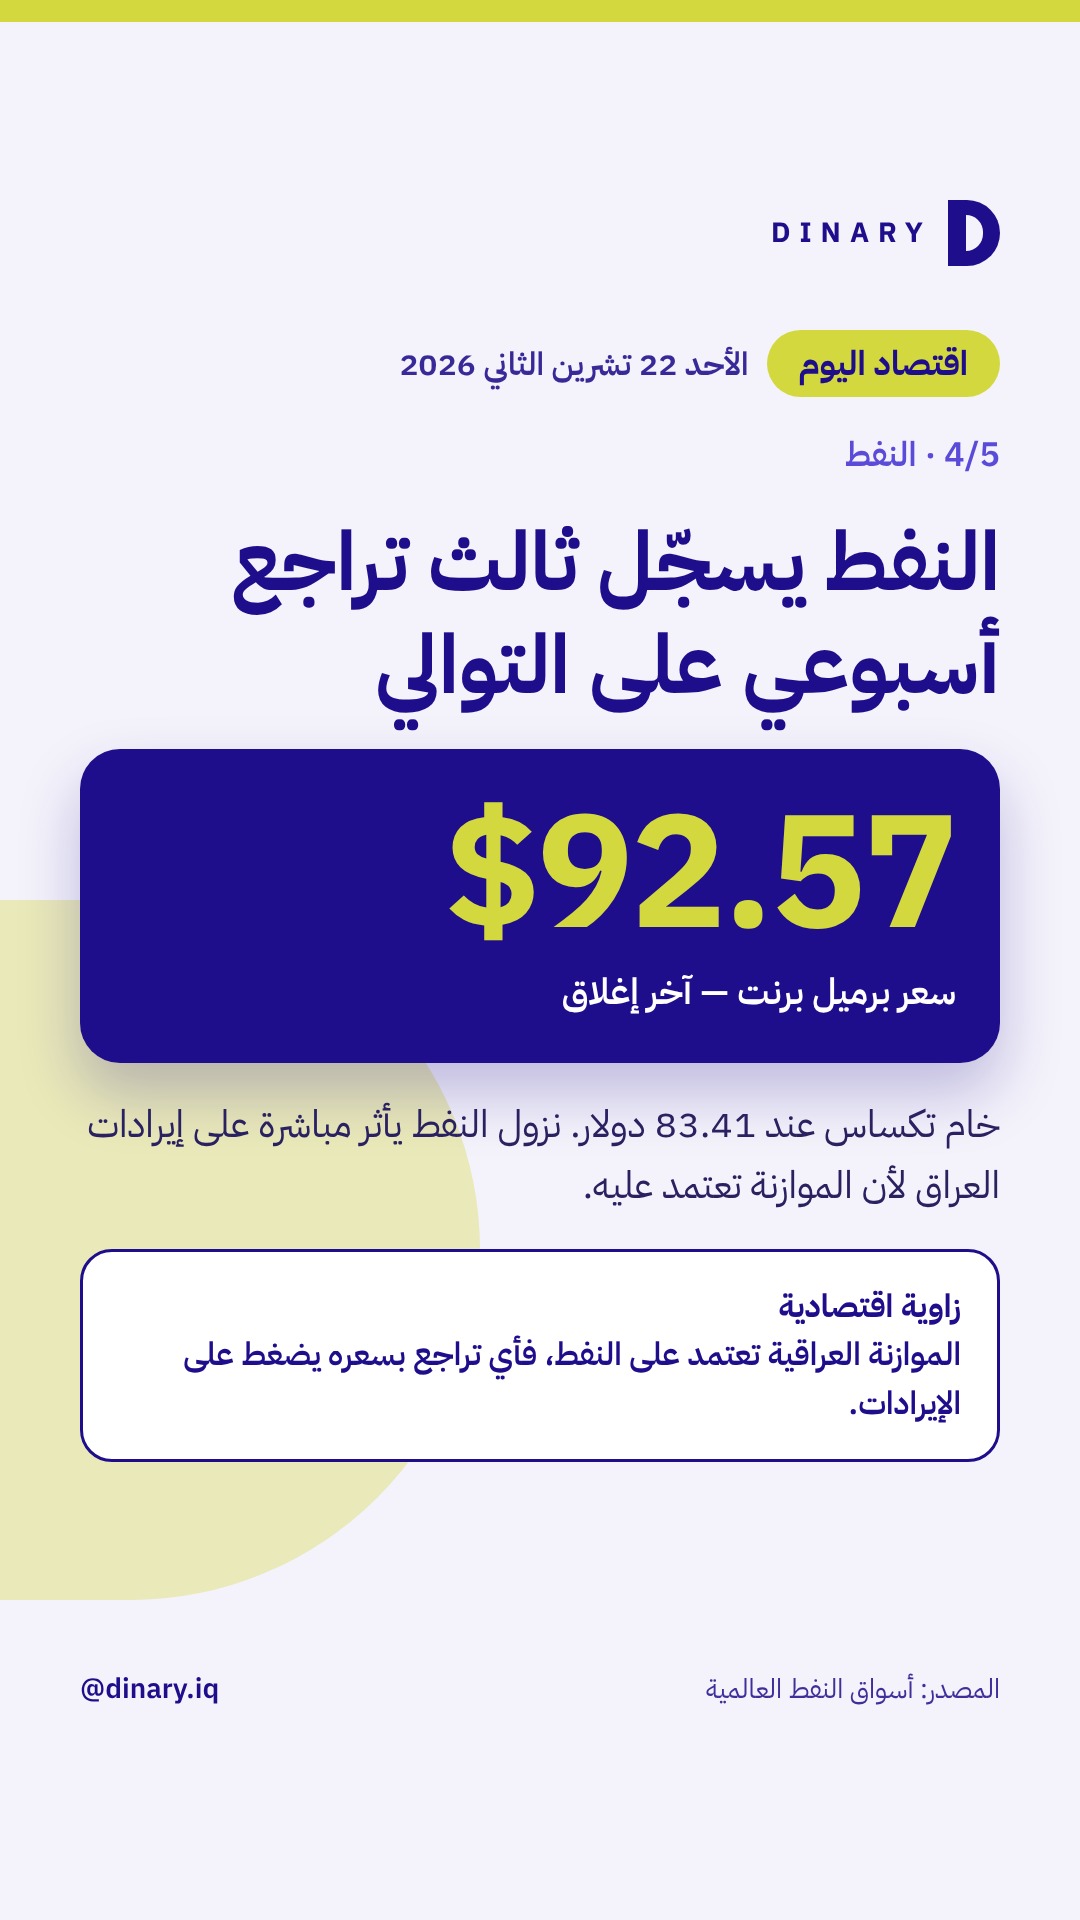 DINARY
اقتصاد اليوم الأحد 22 تشرين الثاني 2026
4/5 · النفط
النفط يسجّل ثالث تراجع
أسبوعي على التوالي
$92.57
سعر برميل برنت — آخر إغلاق
خام تكساس عند 83.41 دولار. نزول النفط يأثر مباشرة على إيرادات
العراق لأن الموازنة تعتمد عليه.
زاوية اقتصادية
الموازنة العراقية تعتمد على النفط، فأي تراجع بسعره يضغط على
الإيرادات.
المصدر: أسواق النفط العالمية
@dinary.iq